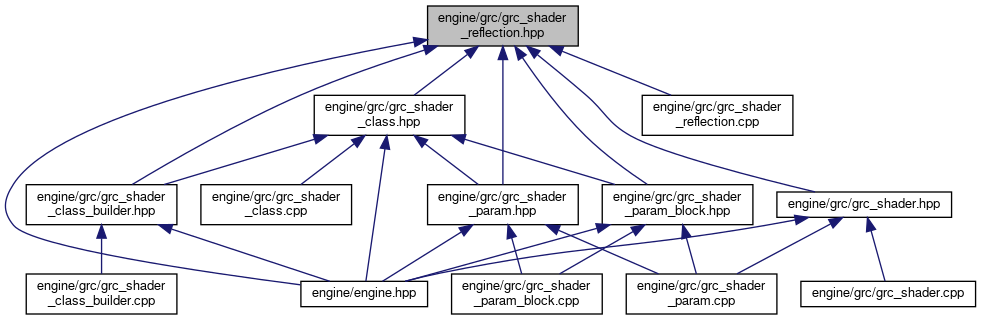 engine/grc/grc_shader
_reflection.hpp
engine/grc/grc_shader
_class.hpp
engine/grc/grc_shader
_reflection.cpp
engine/grc/grc_shader
_class_builder.hpp
engine/grc/grc_shader
_class.cpp
engine/grc/grc_shader
_param.hpp
engine/grc/grc_shader
_param_block.hpp
engine/grc/grc_shader.hpp
engine/grc/grc_shader
_class_builder.cpp
engine/engine.hpp
engine/grc/grc_shader
_param_block.cpp
engine/grc/grc_shader
_param.cpp
engine/grc/grc_shader.cpp